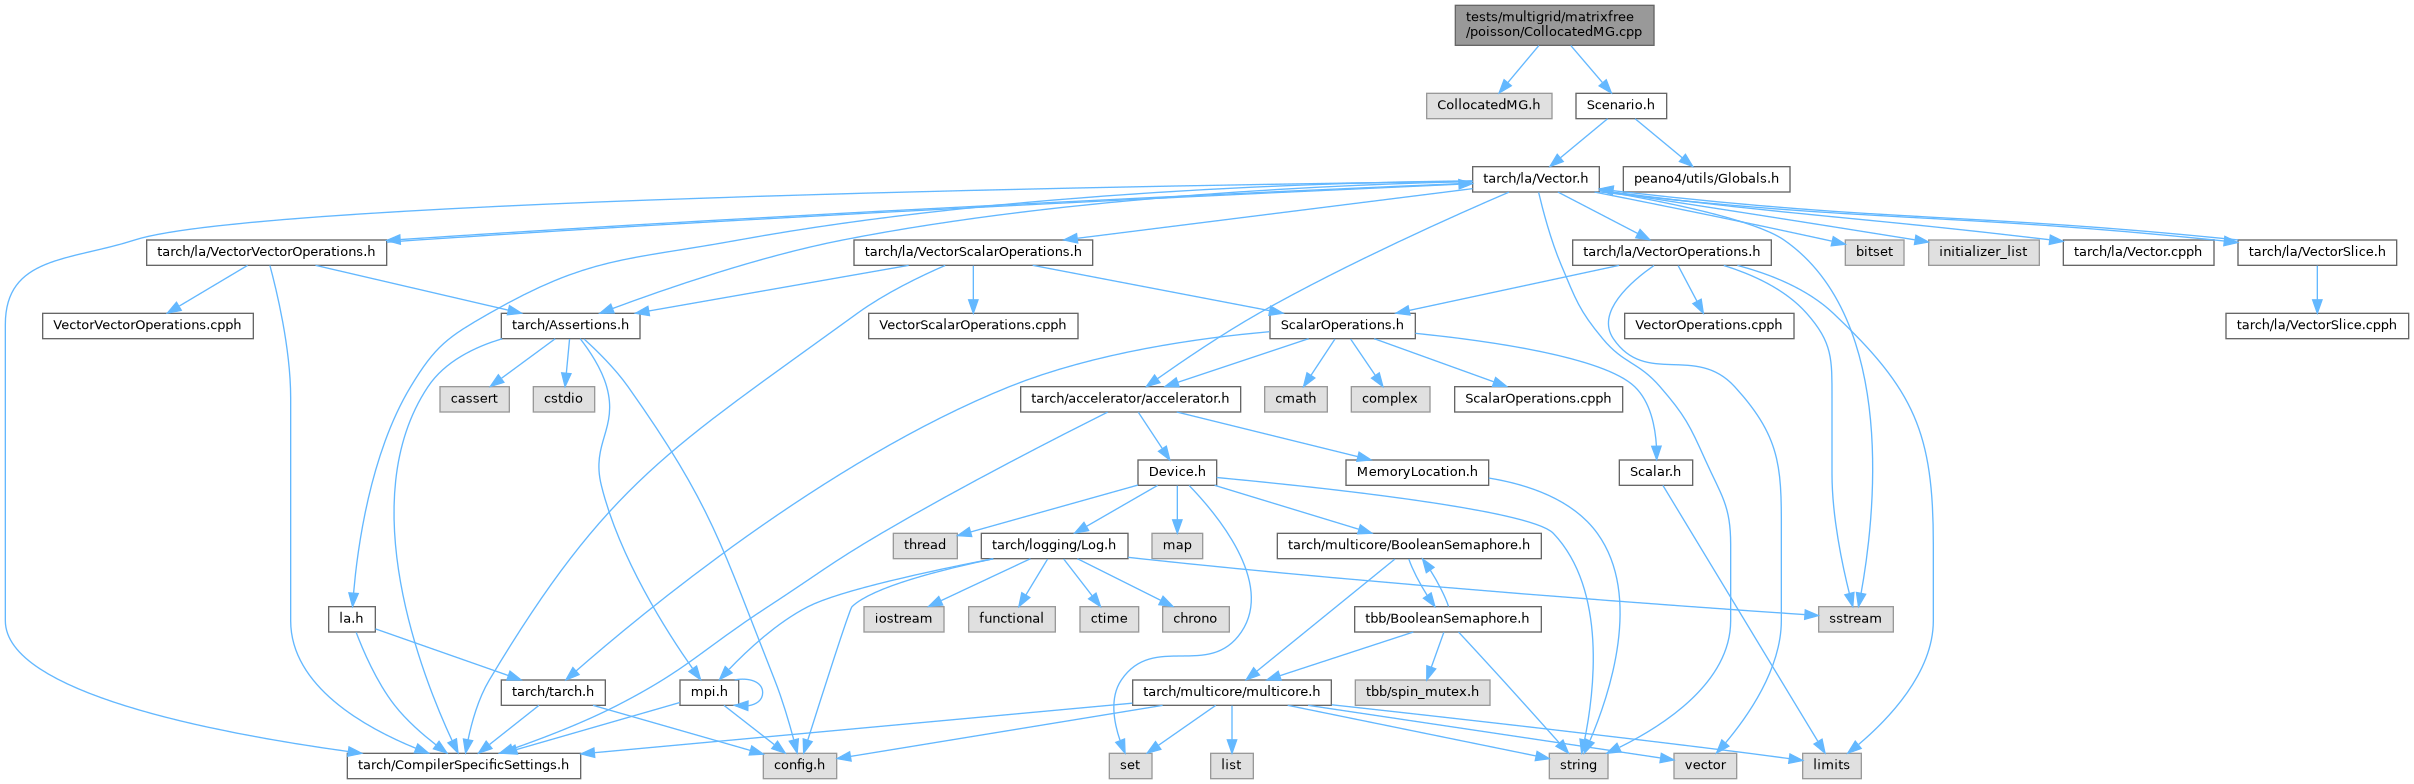 tests/multigrid/matrixfree
/poisson/CollocatedMG.cpp
CollocatedMG.h
Scenario.h
tarch/la/Vector.h
peano4/utils/Globals.h
tarch/la/VectorVectorOperations.h
tarch/la/VectorScalarOperations.h
tarch/la/VectorOperations.h
bitset
initializer_list
tarch/la/Vector.cpph
tarch/la/VectorSlice.h
VectorVectorOperations.cpph
tarch/Assertions.h
VectorScalarOperations.cpph
ScalarOperations.h
VectorOperations.cpph
tarch/la/VectorSlice.cpph
cassert
cstdio
tarch/accelerator/accelerator.h
cmath
complex
ScalarOperations.cpph
Device.h
MemoryLocation.h
Scalar.h
thread
tarch/logging/Log.h
map
tarch/multicore/BooleanSemaphore.h
la.h
iostream
functional
ctime
chrono
tbb/BooleanSemaphore.h
sstream
tarch/tarch.h
mpi.h
tarch/multicore/multicore.h
tbb/spin_mutex.h
tarch/CompilerSpecificSettings.h
config.h
set
list
string
vector
limits